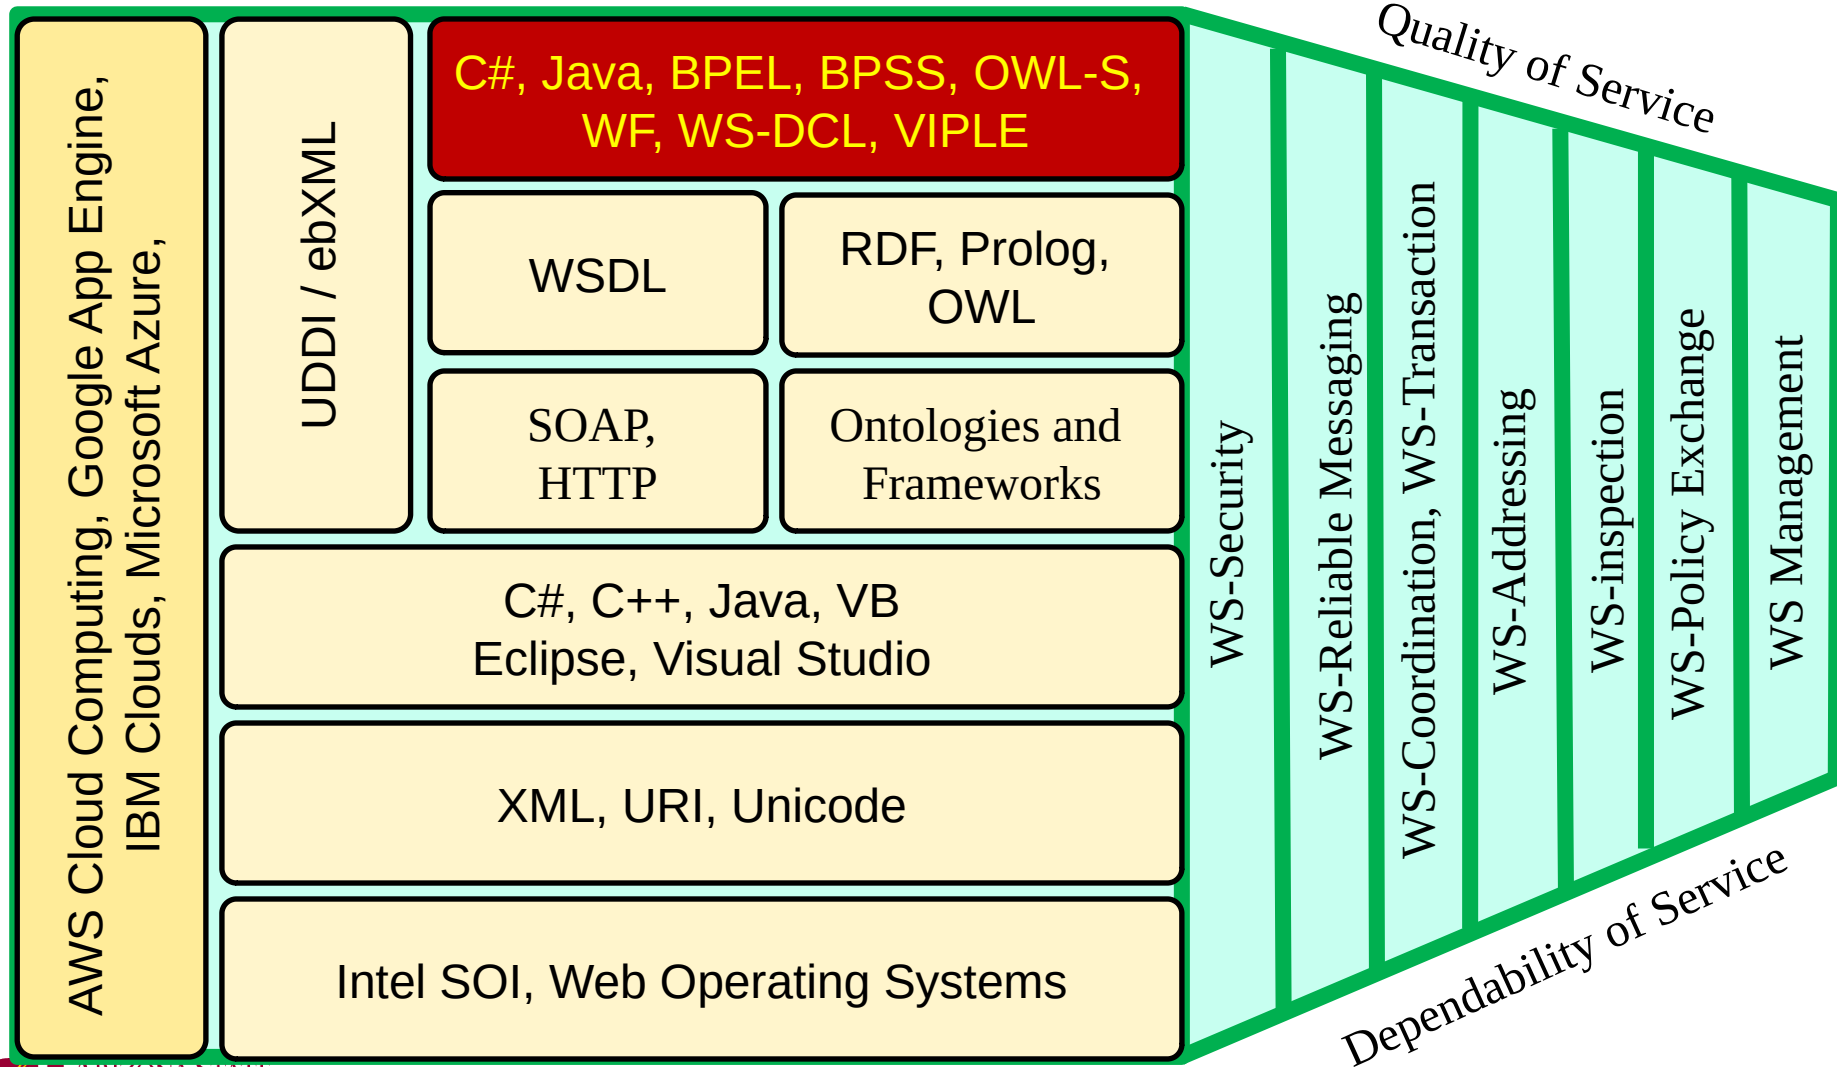 AWS Cloud Computing, Google App Engine,
IBM Clouds, Microsoft Azure,
UDDI / ebXML
C#, Java, BPEL, BPSS, OWL-S,
WF, WS-DCL, VIPLE
WSDL
RDF, Prolog,
OWL
SOAP,
HTTP
Ontologies and
Frameworks
C#, C++, Java, VB
Eclipse, Visual Studio
XML, URI, Unicode
Intel SOI, Web Operating Systems
Quality of Service
WS-Security
WS-Reliable Messaging
WS-Coordination, WS-Transaction
WS-Addressing
WS-inspection
WS-Policy Exchange
WS Management
Dependability of Service